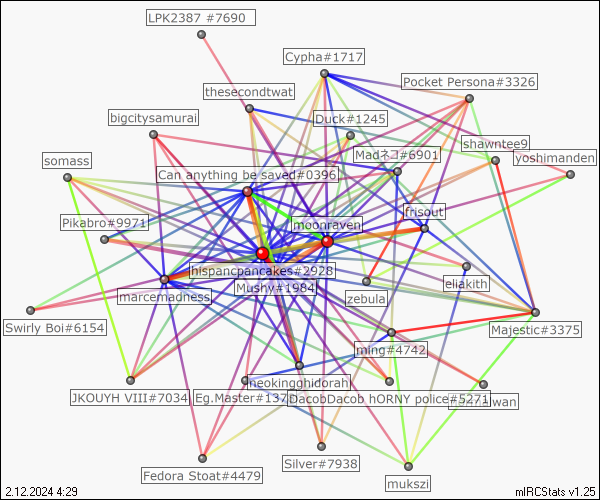 LPK2387 #7690
Cypha#1717
Pocket Persona#3326
thesecondtwat
bigcitysamurai
Duck#1245
shawntee9
Madネコ#6901
yoshimanden
somass
Can anything be saved#0396
frisout
Pikabro#9971
moonraven
hispancpancakes#2928
eliakith
Mushy#1984
marcemadness
zebula
Swirly Boi#6154
Majestic#3375
ming#4742
neokingghidorah
JKOUYH VIII#7034
Eg.Master#137
DacobDacob hORNY police#5271
Silver#7938
Fedora Stoat#4479
mukszi
2.12.2024 4:29
mIRCStats v1.25